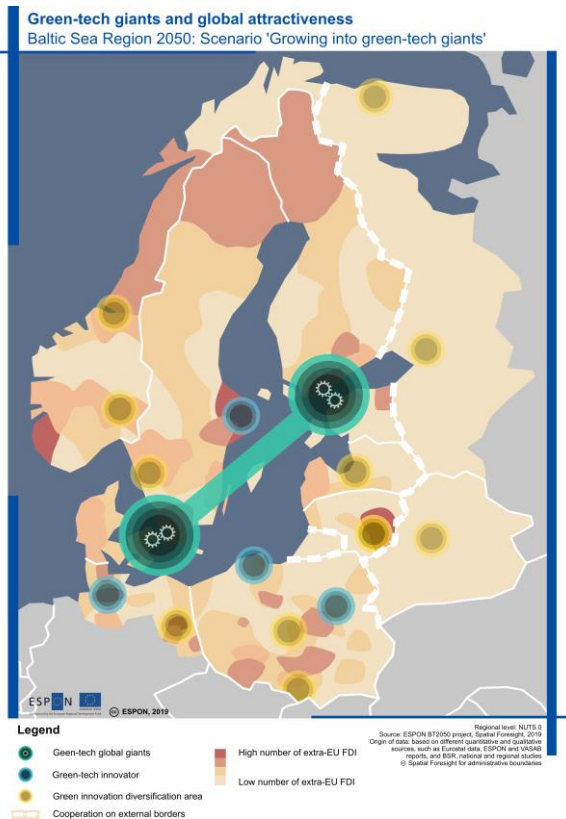 Green-tech giants and global attractiveness
Baltic Sea Region 2050: Scenario 'Growing into green-tech giants'
ESPON
© ESPON, 2019
Legend
Geen-tech global giants
Green-tech innovator
Green innovation diversification area
Cooperation on external borders
High number of extra-EU FDI
Low number of extra-EU FDI
Regional level: NUTS 0
Source: ESPON BT2050 project, Spatial Foresight, 2019
Origin of data: based on different quantitative and qualitative
sources, such as Eurostat data, ESPON and VASAB
reports, and BSR, national and regional studies
© Spatial Foresight for administrative boundaries